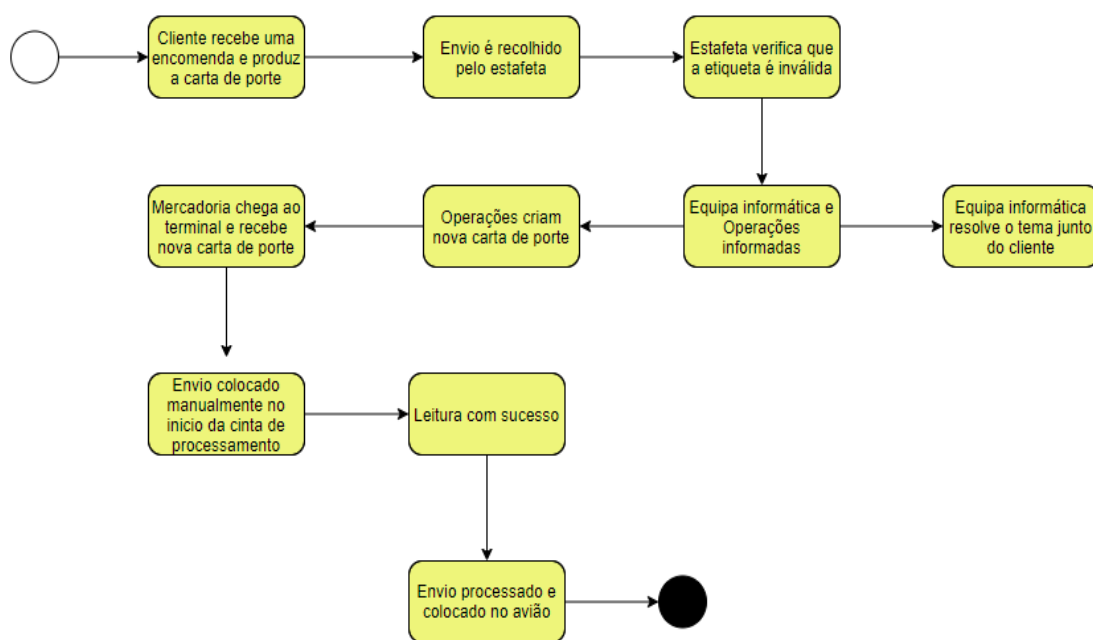 Cliente recebe uma
encomenda e produz
a carta de porte
Envio é recolhido
pelo estafeta
Estafeta verifica que
a etiqueta é inválida
Mercadoria chega ao
terminal e recebe
nova carta de porte
Operações criam
nova carta de porte
Equipa informática e
Operações
informadas
Equipa informática
resolve o tema junto
do cliente
Envio colocado
manualmente no
inicio da cinta de
processamento
Leitura com sucesso
Envio processado e
colocado no avião